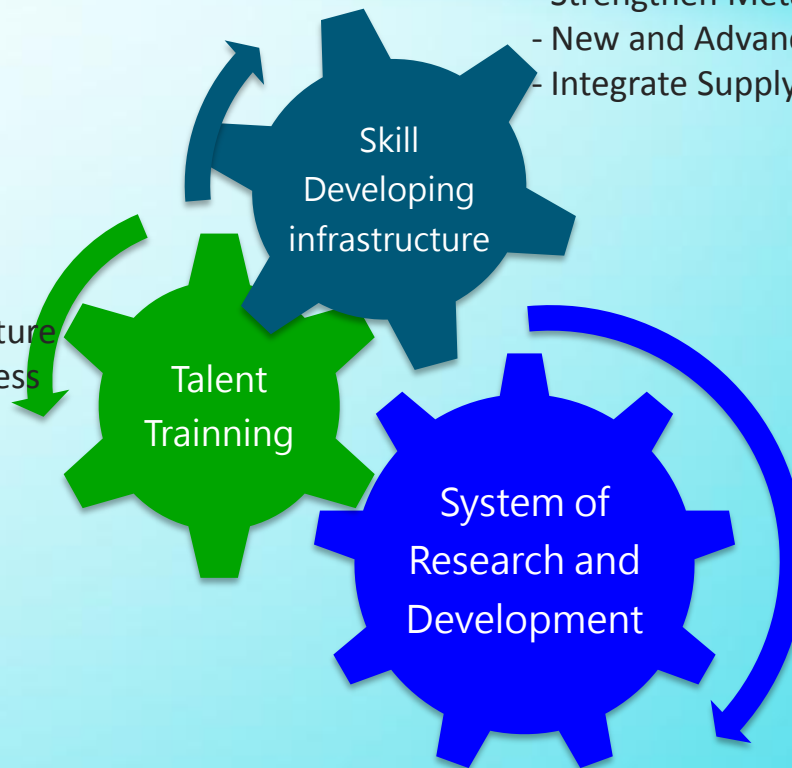 - New and Advan
- Integrate Supply
Skill
Developing
infrastructure
ture
ess
Talent
Trainning
System of
Research and
Development